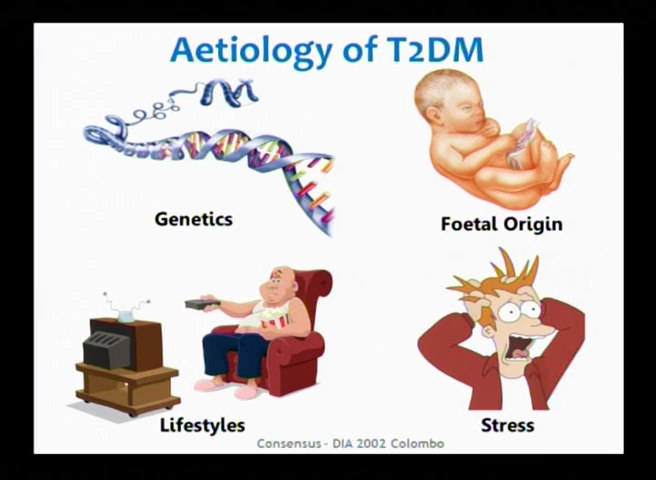 Aetiology of T2DM
Genetics
Foetal Origin
Lifestyles
Stress
Consensus - DIA 2002 Colombo